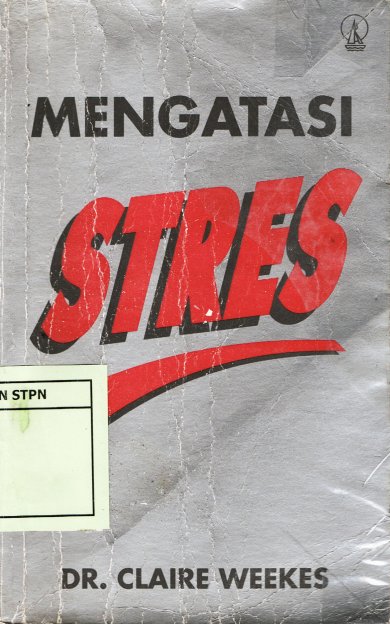 MENGATASI
STRES
N STPN
DR. CLAIRE WEEKES